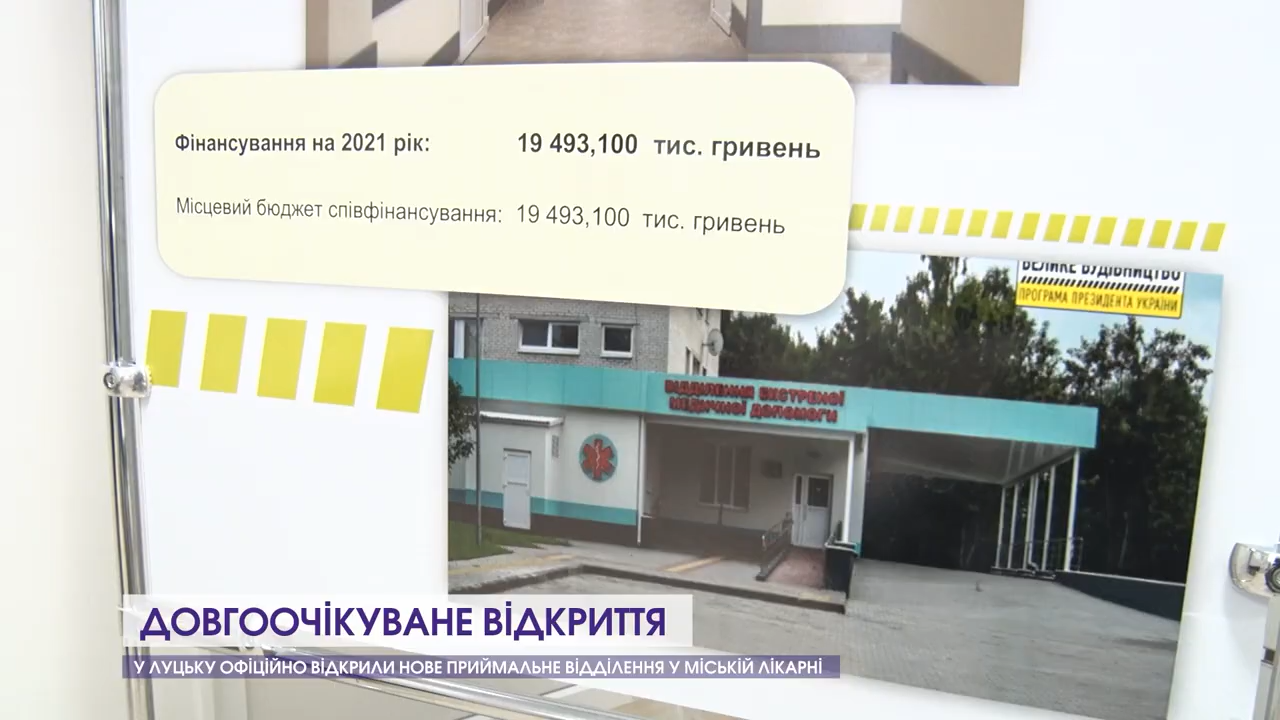 Фінансування на 2021 рік: 19 493,100 тис. гривень
Місцевий бюджет співфінансування: 19 493,100 тис. гривень
ВЕЛИКЕ БУДІВНИЦТВО
ПРОГРАМА ПРЕЗИДЕНТА УКРАЇНИ
ВІДДІЛЕННЯ ЕКСТРЕНОЇ
МЕДИЧНОЇ ДОПОМОГИ
ДОВГООЧІКУВАНЕ ВІДКРИТТЯ
У ЛУЦЬКУ ОФІЦІЙНО ВІДКРИЛИ НОВЕ ПРИЙМАЛЬНЕ ВІДДІЛЕННЯ У МІСЬКІЙ ЛІКАРНІ